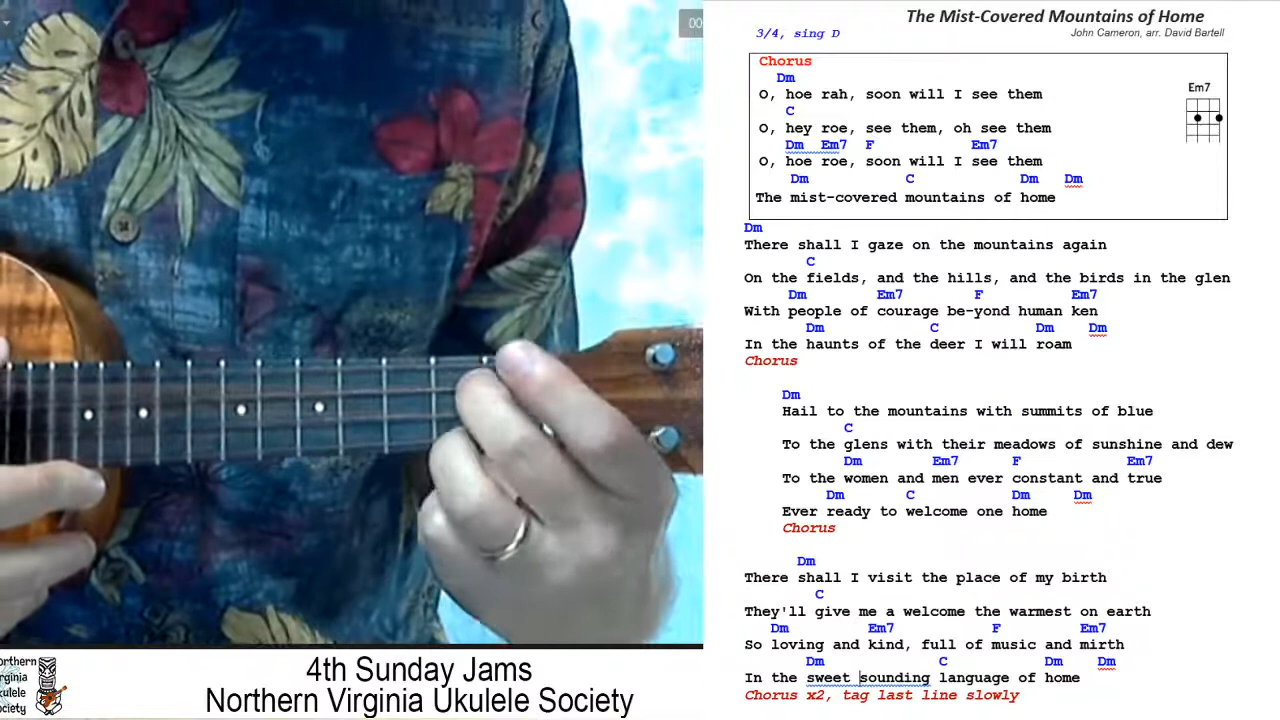 00
The Mist-Covered Mountains of Home
3/4, sing D
John Cameron, arr. David Bartell
Chorus
Dm
O, hoe rah, soon will I see them
C
O, hey roe, see them, oh see them
Dm Em7 F Em7
O, hoe roe, soon will I see them
Dm C Dm Dm
The mist-covered mountains of home
Em7
Dm
There shall I gaze on the mountains again
C
On the fields, and the hills, and the birds in the glen
Dm Em7 F Em7
With people of courage be-yond human ken
Dm C Dm Dm
In the haunts of the deer I will roam
Chorus
Dm
Hail to the mountains with summits of blue
C
To the glens with their meadows of sunshine and dew
Dm Em7 F Em7
To the women and men ever constant and true
Dm C Dm Dm
Ever ready to welcome one home
Chorus
Dm
There shall I visit the place of my birth
C
They'll give me a welcome the warmest on earth
Dm Em7 F Em7
So loving and kind, full of music and mirth
Dm C Dm Dm
In the sweet sounding language of home
Chorus x2, tag last line slowly
4th Sunday Jams
Northern Virginia Ukulele Society
Northern
irginia
kulele
ociety